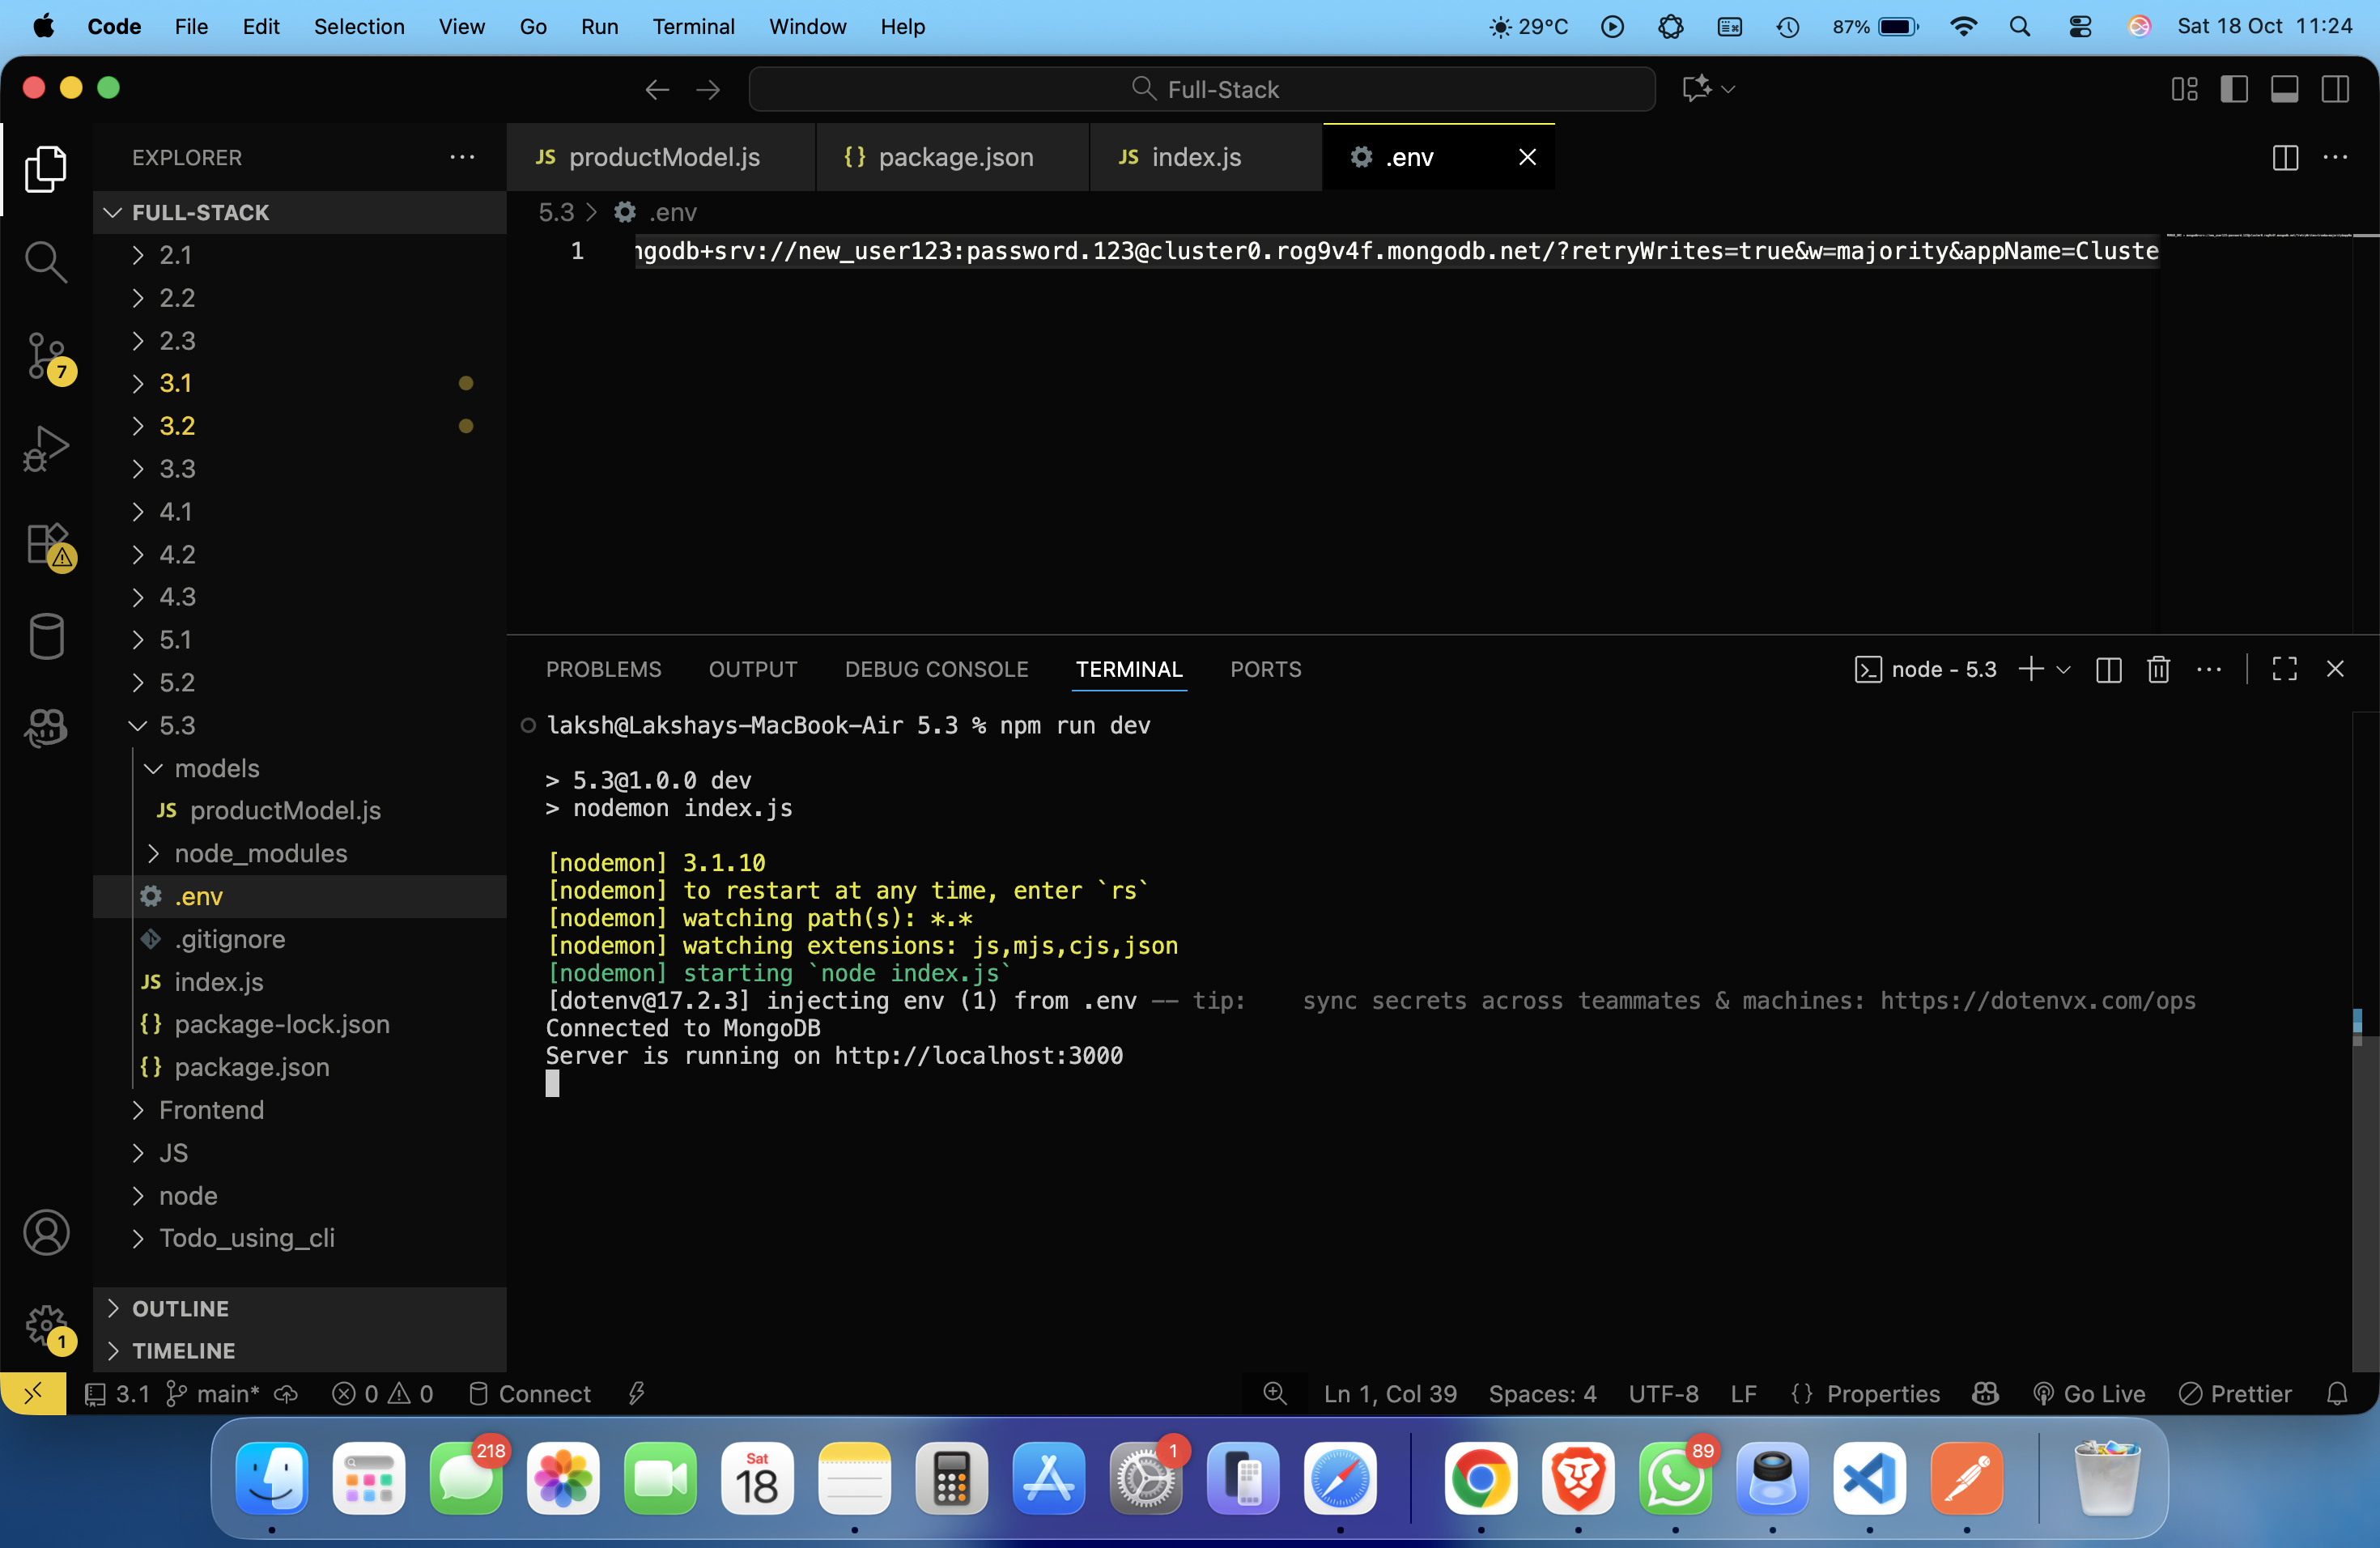 Code File Edit Selection View Go Run Terminal Window Help 29°C 87% Sat 18 Oct 11:24
Full-Stack
EXPLORER
FULL-STACK
2.1
2.2
2.3
3.1
3.2
3.3
4.1
4.2
4.3
5.1
5.2
5.3
models
JS productModel.js
node_modules
.env
.gitignore
JS index.js
{} package-lock.json
{} package.json
Frontend
JS
node
Todo_using_cli
OUTLINE
TIMELINE
7
1
JS productModel.js {} package.json JS index.js .env
5.3 > .env
1 ngodb+srv://new_user123:password.123@cluster0.rog9v4f.mongodb.net/?retryWrites=true&w=majority&appName=Cluste
PROBLEMS OUTPUT DEBUG CONSOLE TERMINAL PORTS node - 5.3
laksh@Lakshays-MacBook-Air 5.3 % npm run dev
> 5.3@1.0.0 dev
> nodemon index.js
[nodemon] 3.1.10
[nodemon] to restart at any time, enter `rs`
[nodemon] watching path(s): *.*
[nodemon] watching extensions: js,mjs,cjs,json
[nodemon] starting `node index.js`
[dotenv@17.2.3] injecting env (1) from .env -- tip: sync secrets across teammates & machines: https://dotenvx.com/ops
Connected to MongoDB
Server is running on http://localhost:3000
3.1 main* 0 0 Connect Ln 1, Col 39 Spaces: 4 UTF-8 LF {} Properties Go Live Prettier
218
Sat
18
1
89